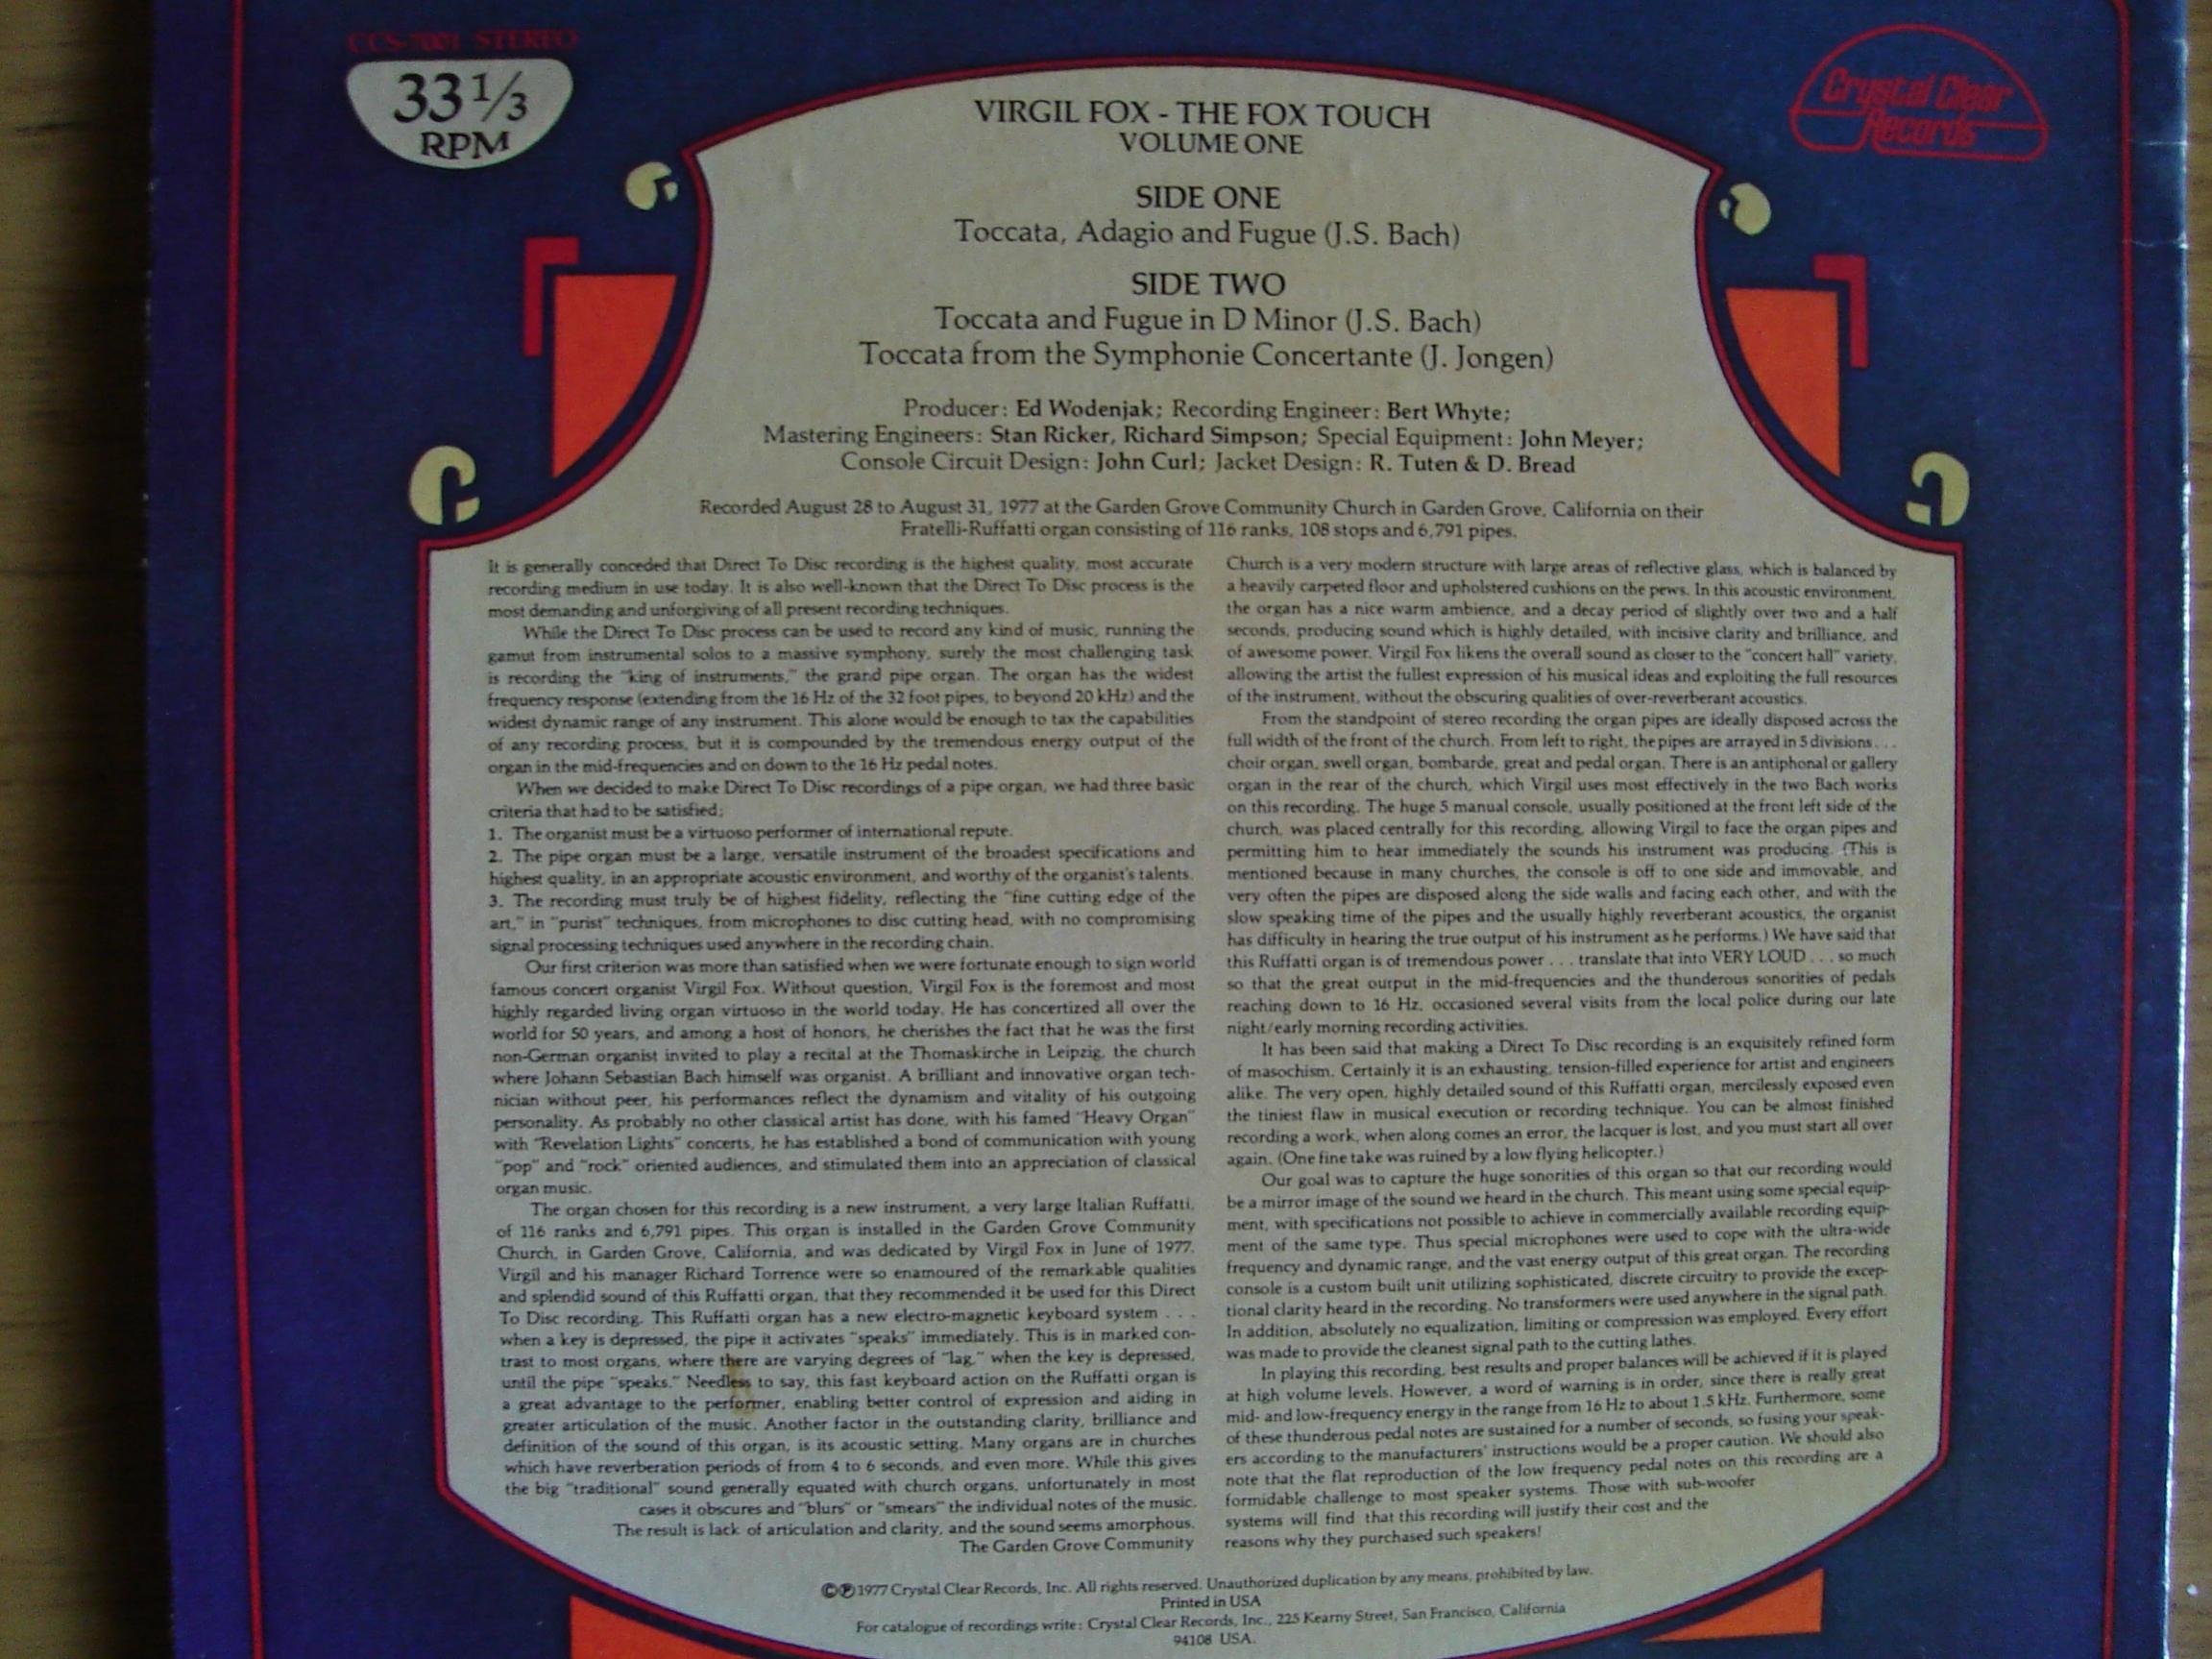 CCS-7001 STEREO
33 1/3
RPM
Crystal Clear
Records
VIRGIL FOX - THE FOX TOUCH
VOLUME ONE
SIDE ONE
Toccata, Adagio and Fugue (J.S. Bach)
SIDE TWO
Toccata and Fugue in D Minor (J.S. Bach)
Toccata from the Symphonie Concertante (J. Jongen)
Producer: Ed Wodenjak; Recording Engineer: Bert Whyte;
Mastering Engineers: Stan Ricker, Richard Simpson; Special Equipment: John Meyer;
Console Circuit Design: John Curl; Jacket Design: R. Tuten & D. Bread
Recorded August 28 to August 31, 1977 at the Garden Grove Community Church in Garden Grove, California on their
Fratelli-Ruffatti organ consisting of 116 ranks, 108 stops and 6,791 pipes.
It is generally conceded that Direct To Disc recording is the highest quality, most accurate
recording medium in use today. It is also well-known that the Direct To Disc process is the
most demanding and unforgiving of all present recording techniques.
While the Direct To Disc process can be used to record any kind of music, running the
gamut from instrumental solos to a massive symphony, surely the most challenging task
is recording the "king of instruments," the grand pipe organ. The organ has the widest
frequency response (extending from the 16 Hz of the 32 foot pipes, to beyond 20 kHz) and the
widest dynamic range of any instrument. This alone would be enough to tax the capabilities
of any recording process, but it is compounded by the tremendous energy output of the
organ in the mid-frequencies and on down to the 16 Hz pedal notes.
When we decided to make Direct To Disc recordings of a pipe organ, we had three basic
criteria that had to be satisfied;
1. The organist must be a virtuoso performer of international repute.
2. The pipe organ must be a large, versatile instrument of the broadest specifications and
highest quality, in an appropriate acoustic environment, and worthy of the organist's talents.
3. The recording must truly be of highest fidelity, reflecting the "fine cutting edge of the
art," in "purist" techniques, from microphones to disc cutting head, with no compromising
signal processing techniques used anywhere in the recording chain.
Our first criterion was more than satisfied when we were fortunate enough to sign world
famous concert organist Virgil Fox. Without question, Virgil Fox is the foremost and most
highly regarded living organ virtuoso in the world today. He has concertized all over the
world for 50 years, and among a host of honors, he cherishes the fact that he was the first
non-German organist invited to play a recital at the Thomaskirche in Leipzig, the church
where Johann Sebastian Bach himself was organist. A brilliant and innovative organ tech-
nician without peer, his performances reflect the dynamism and vitality of his outgoing
personality. As probably no other classical artist has done, with his famed "Heavy Organ"
with "Revelation Lights" concerts, he has established a bond of communication with young
"pop" and "rock" oriented audiences, and stimulated them into an appreciation of classical
organ music.
The organ chosen for this recording is a new instrument, a very large Italian Ruffatti,
of 116 ranks and 6,791 pipes. This organ is installed in the Garden Grove Community
Church, in Garden Grove, California, and was dedicated by Virgil Fox in June of 1977.
Virgil and his manager Richard Torrence were so enamoured of the remarkable qualities
and splendid sound of this Ruffatti organ, that they recommended it be used for this Direct
To Disc recording. This Ruffatti organ has a new electro-magnetic keyboard system . . .
when a key is depressed, the pipe it activates "speaks" immediately. This is in marked con-
trast to most organs, where there are varying degrees of "lag," when the key is depressed,
until the pipe "speaks." Needless to say, this fast keyboard action on the Ruffatti organ is
a great advantage to the performer, enabling better control of expression and aiding in
greater articulation of the music. Another factor in the outstanding clarity, brilliance and
definition of the sound of this organ, is its acoustic setting. Many organs are in churches
which have reverberation periods of from 4 to 6 seconds, and even more. While this gives
the big "traditional" sound generally equated with church organs, unfortunately in most
cases it obscures and "blurs" or "smears" the individual notes of the music.
The result is lack of articulation and clarity, and the sound seems amorphous.
The Garden Grove Community
Church is a very modern structure with large areas of reflective glass, which is balanced by
a heavily carpeted floor and upholstered cushions on the pews. In this acoustic environment,
the organ has a nice warm ambience, and a decay period of slightly over two and a half
seconds, producing sound which is highly detailed, with incisive clarity and brilliance, and
of awesome power. Virgil Fox likens the overall sound as closer to the "concert hall" variety,
allowing the artist the fullest expression of his musical ideas and exploiting the full resources
of the instrument, without the obscuring qualities of over-reverberant acoustics.
From the standpoint of stereo recording the organ pipes are ideally disposed across the
full width of the front of the church. From left to right, the pipes are arrayed in 5 divisions . . .
choir organ, swell organ, bombarde, great and pedal organ. There is an antiphonal or gallery
organ in the rear of the church, which Virgil uses most effectively in the two Bach works
on this recording. The huge 5 manual console, usually positioned at the front left side of the
church, was placed centrally for this recording, allowing Virgil to face the organ pipes and
permitting him to hear immediately the sounds his instrument was producing. (This is
mentioned because in many churches, the console is off to one side and immovable, and
very often the pipes are disposed along the side walls and facing each other, and with the
slow speaking time of the pipes and the usually highly reverberant acoustics, the organist
has difficulty in hearing the true output of his instrument as he performs.) We have said that
this Ruffatti organ is of tremendous power . . . translate that into VERY LOUD . . . so much
so that the great output in the mid-frequencies and the thunderous sonorities of pedals
reaching down to 16 Hz, occasioned several visits from the local police during our late
night/early morning recording activities.
It has been said that making a Direct To Disc recording is an exquisitely refined form
of masochism. Certainly it is an exhausting, tension-filled experience for artist and engineers
alike. The very open, highly detailed sound of this Ruffatti organ, mercilessly exposed even
the tiniest flaw in musical execution or recording technique. You can be almost finished
recording a work, when along comes an error, the lacquer is lost, and you must start all over
again. (One fine take was ruined by a low flying helicopter.)
Our goal was to capture the huge sonorities of this organ so that our recording would
be a mirror image of the sound we heard in the church. This meant using some special equip-
ment, with specifications not possible to achieve in commercially available recording equip-
ment of the same type. Thus special microphones were used to cope with the ultra-wide
frequency and dynamic range, and the vast energy output of this great organ. The recording
console is a custom built unit utilizing sophisticated, discrete circuitry to provide the excep-
tional clarity heard in the recording. No transformers were used anywhere in the signal path.
In addition, absolutely no equalization, limiting or compression was employed. Every effort
was made to provide the cleanest signal path to the cutting lathes.
In playing this recording, best results and proper balances will be achieved if it is played
at high volume levels. However, a word of warning is in order, since there is really great
mid- and low-frequency energy in the range from 16 Hz to about 1.5 kHz. Furthermore, some
of these thunderous pedal notes are sustained for a number of seconds, so fusing your speak-
ers according to the manufacturers' instructions would be a proper caution. We should also
note that the flat reproduction of the low frequency pedal notes on this recording are a
formidable challenge to most speaker systems. Those with sub-woofer
systems will find that this recording will justify their cost and the
reasons why they purchased such speakers!
©℗1977 Crystal Clear Records, Inc. All rights reserved. Unauthorized duplication by any means, prohibited by law.
Printed in USA
For catalogue of recordings write: Crystal Clear Records, Inc., 225 Kearny Street, San Francisco, California
94108 USA.